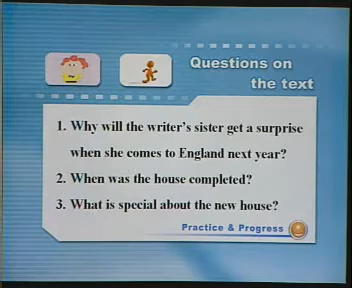 Questions on
the text
1. Why will the writer's sister get a surprise
when she comes to England next year?
2. When was the house completed?
3. What is special about the new house?
Practice & Progress